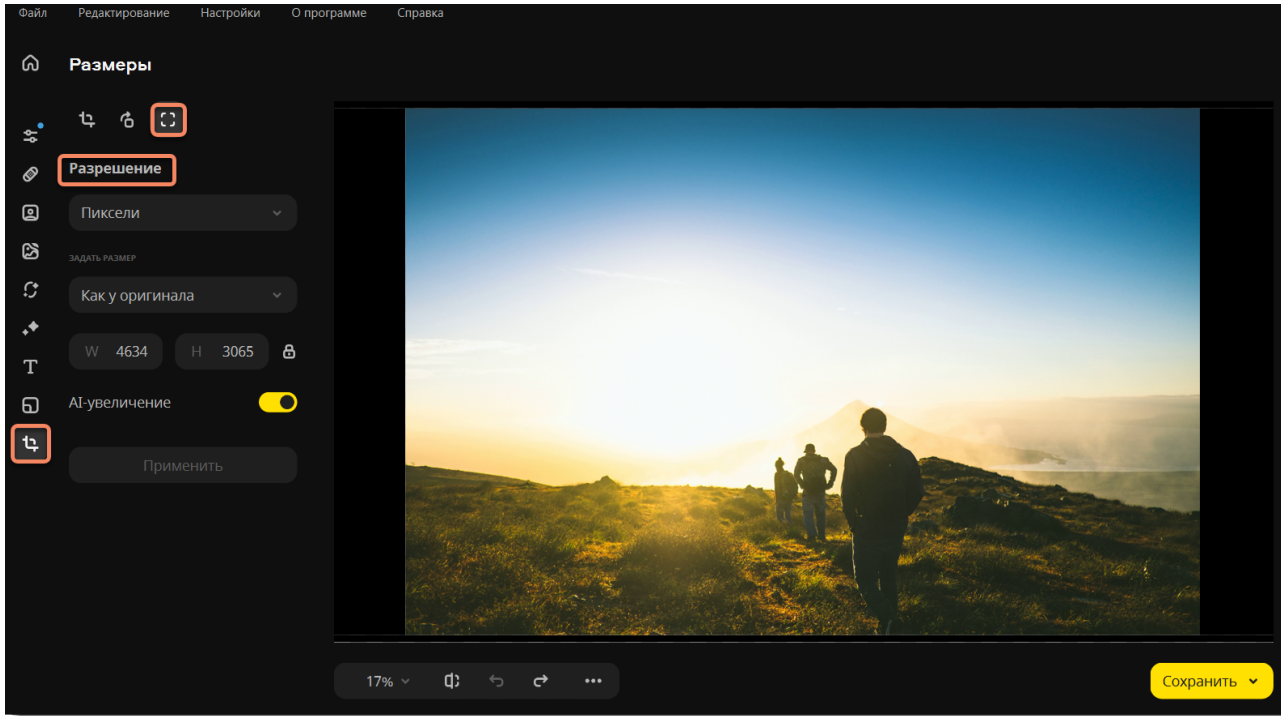 Файл Редактирование Настройки О программе Справка
Размеры
Разрешение
Пиксели
ЗАДАТЬ РАЗМЕР
Как у оригинала
W 4634 H 3065
AI-увеличение
Применить
17%
Сохранить